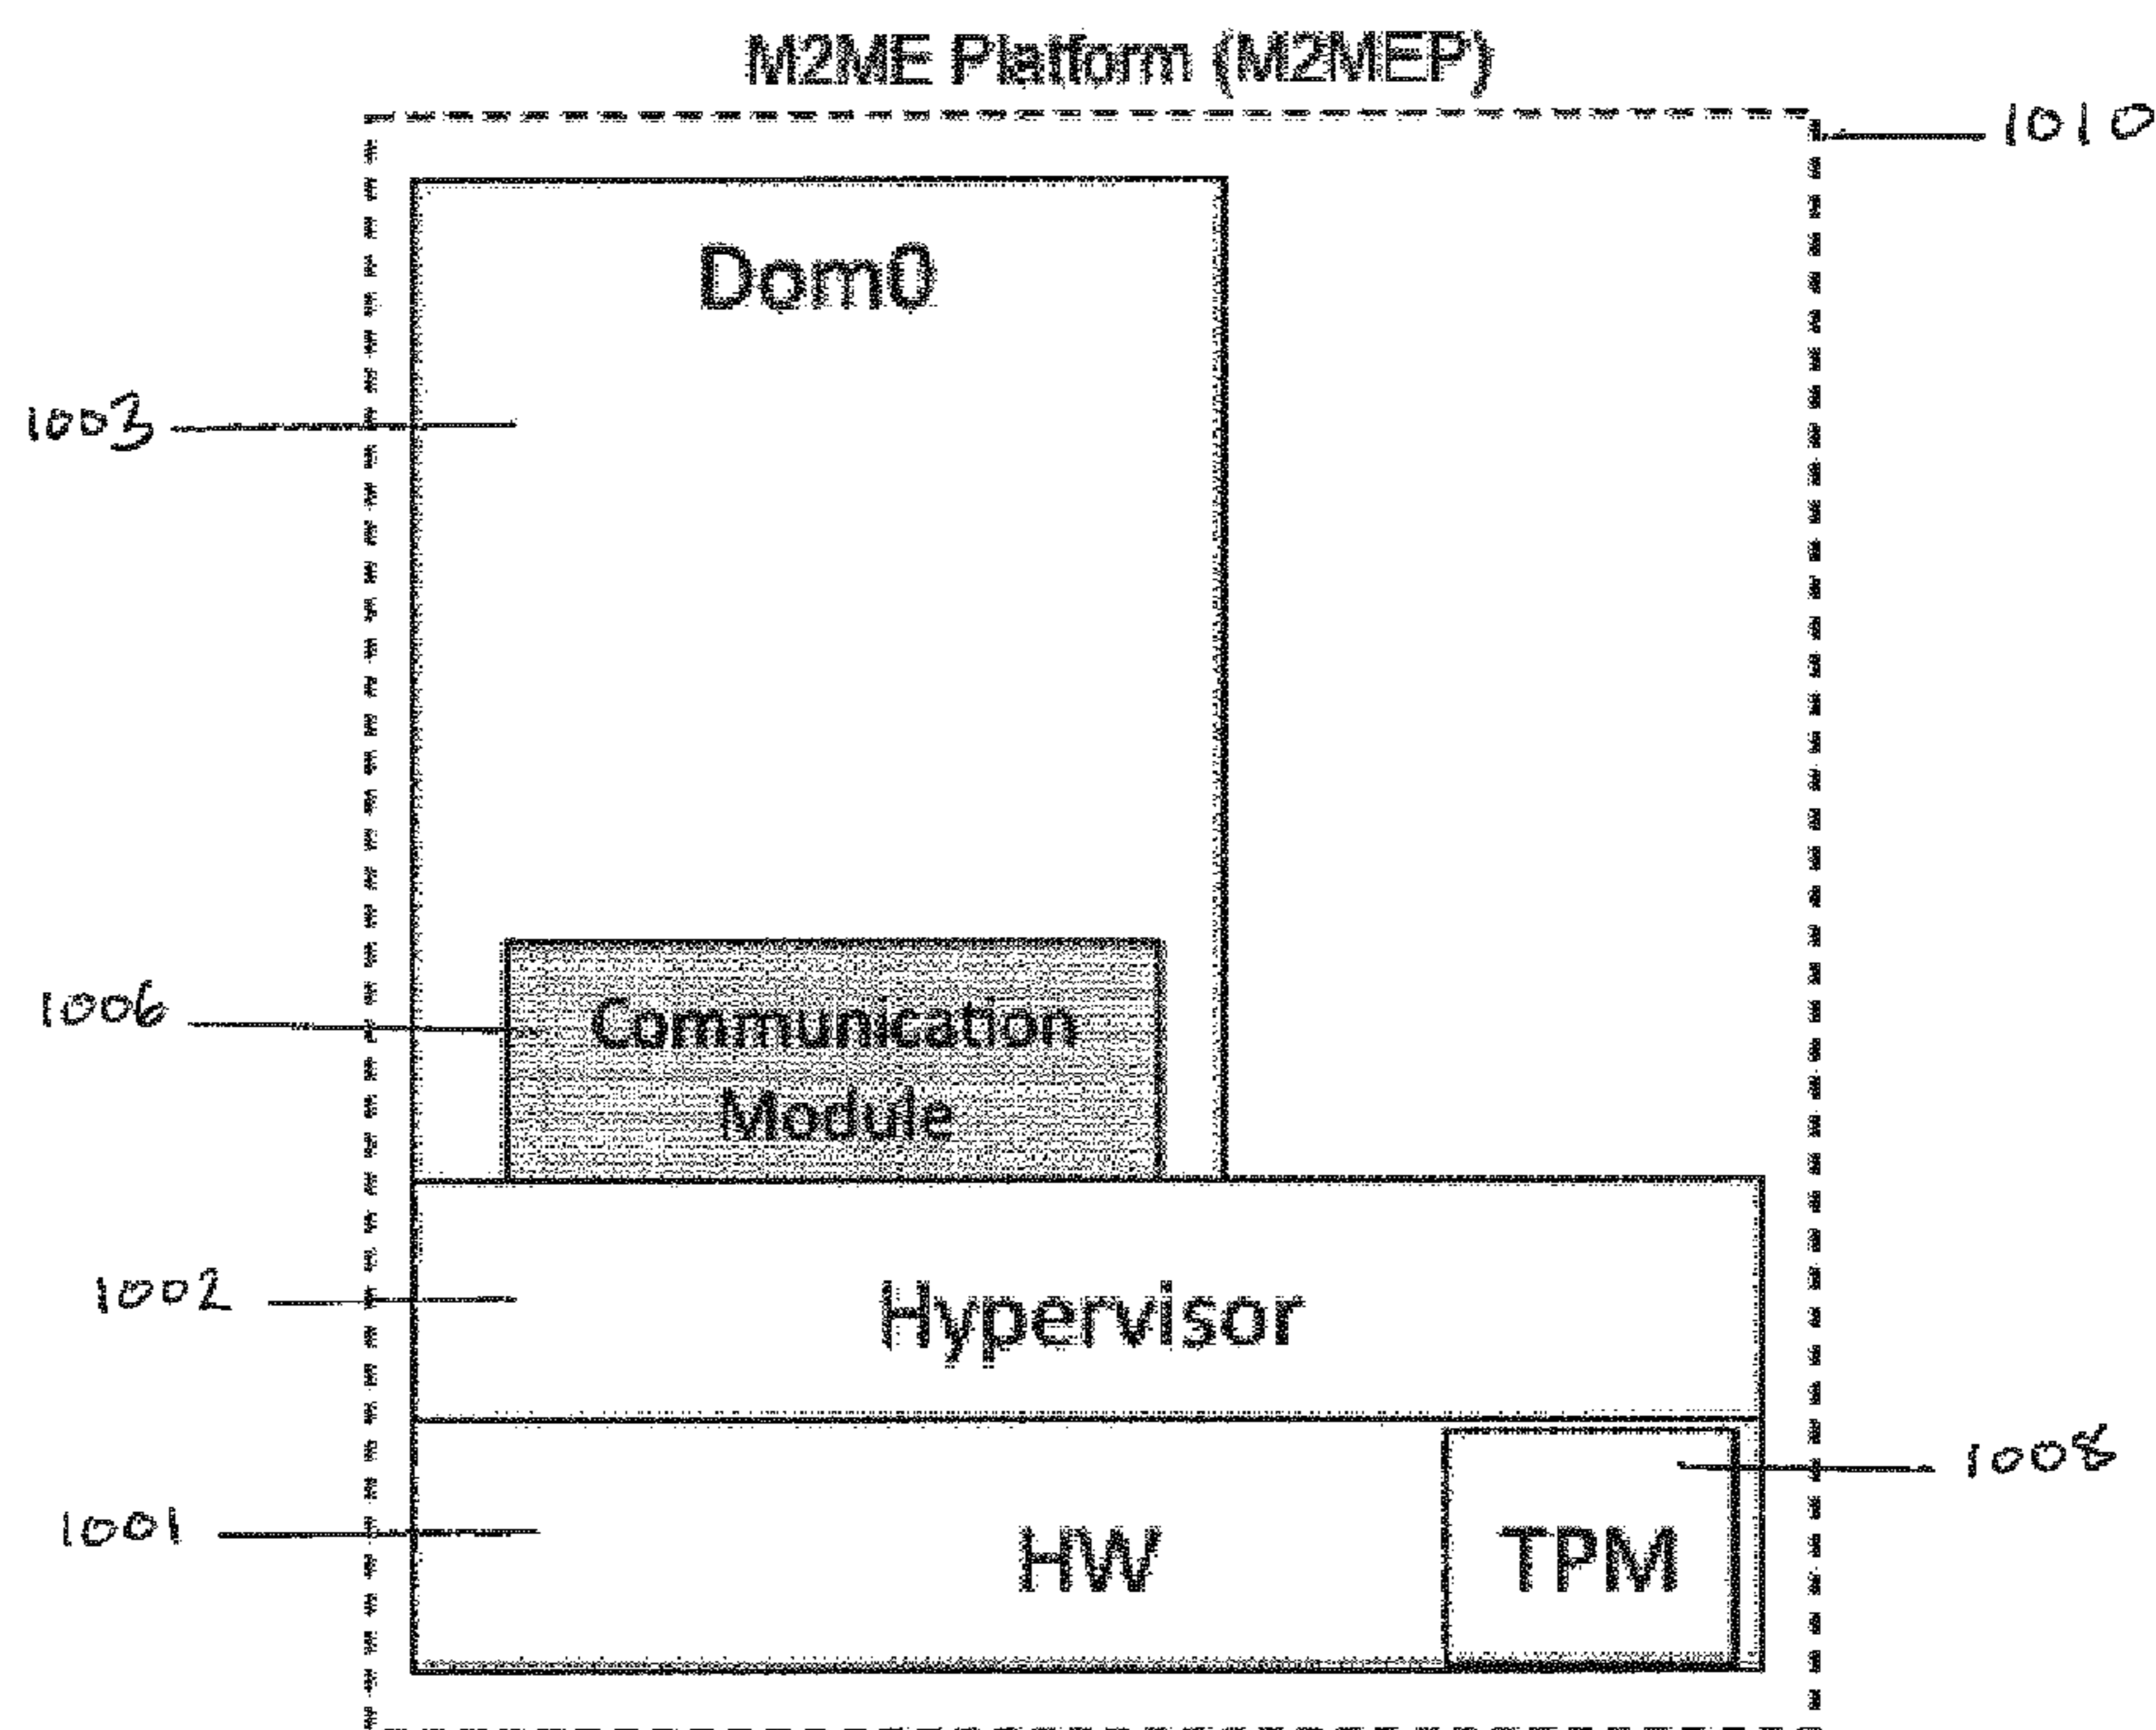 M2ME Platform (M2MEP)
1010
Dom0
1003
1006
Communication
Module
1002
Hypervisor
1001
HW
TPM
1008